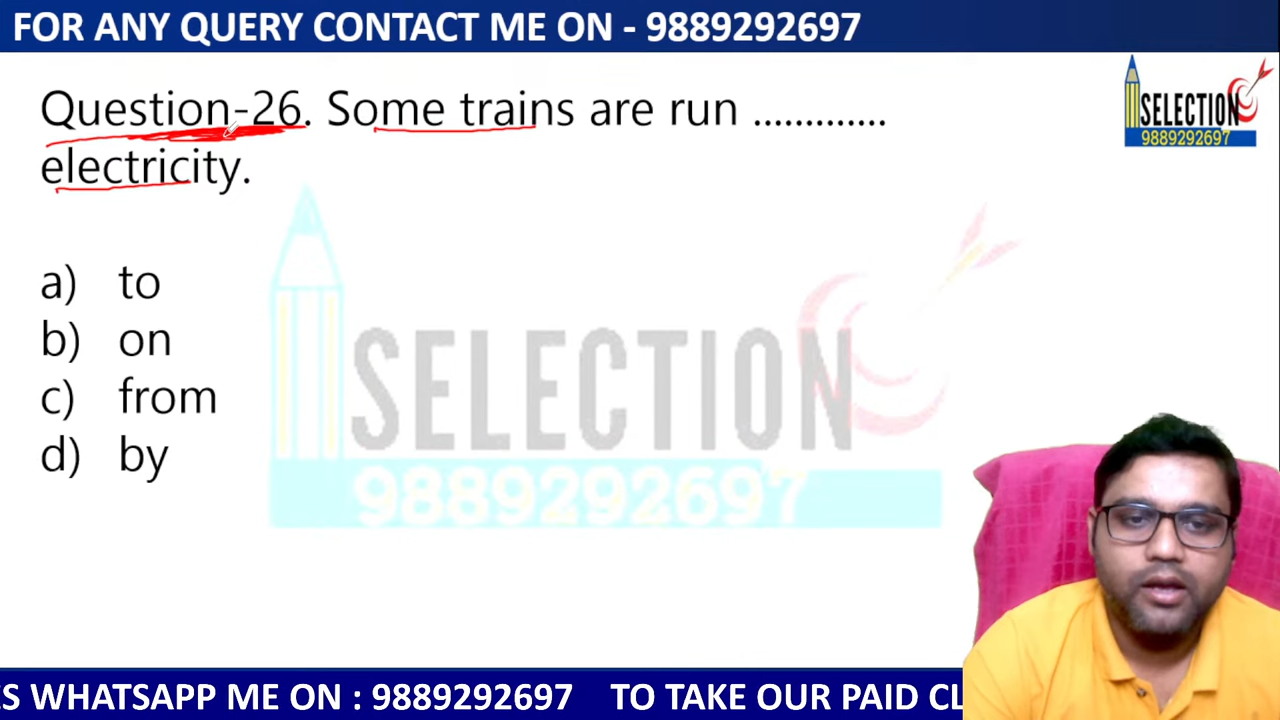 FOR ANY QUERY CONTACT ME ON - 9889292697
SELECTION
9889292697
Question-26. Some trains are run .............
electricity.
a) to
b) on
c) from
d) by
SELECTION
9889292697
ES WHATSAPP ME ON : 9889292697 TO TAKE OUR PAID CL